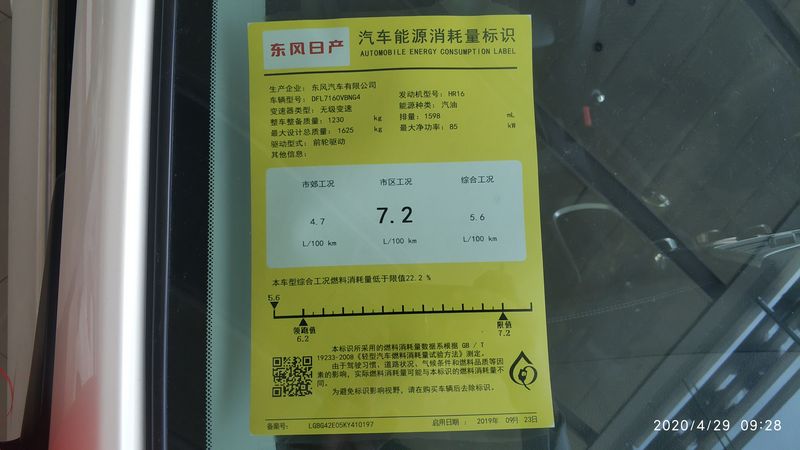 东风日产
汽车能源消耗量标识
AUTOMOBILE ENERGY CONSUMPTION LABEL
生产企业: 东风汽车有限公司
车辆型号: DFL7160VBNG4 发动机型号: HR16
变速器类型: 无级变速 能源种类: 汽油
整车整备质量: 1230 kg 排量: 1598 mL
最大设计总质量: 1625 kg 最大净功率: 85 kW
驱动型式: 前轮驱动
其他信息:
市郊工况 市区工况 综合工况
4.7 7.2 5.6
L/100 km L/100 km L/100 km
本车型综合工况燃料消耗量低于限值22.2 %
5.6
领跑值 限值
6.2 7.2
本标识所采用的燃料消耗量数据系根据 GB / T
19233-2008《轻型汽车燃料消耗量试验方法》测定。
由于驾驶习惯、道路状况、气候条件和燃料品质等因
素的影响，实际燃料消耗量可能与本标识的燃料消耗量不
同。
为避免标识影响视野，请在购买车辆后去除标识。
备案号: LGBG42E05KY410197 启用日期: 2019年 09月 23日
2020/4/29 09:28